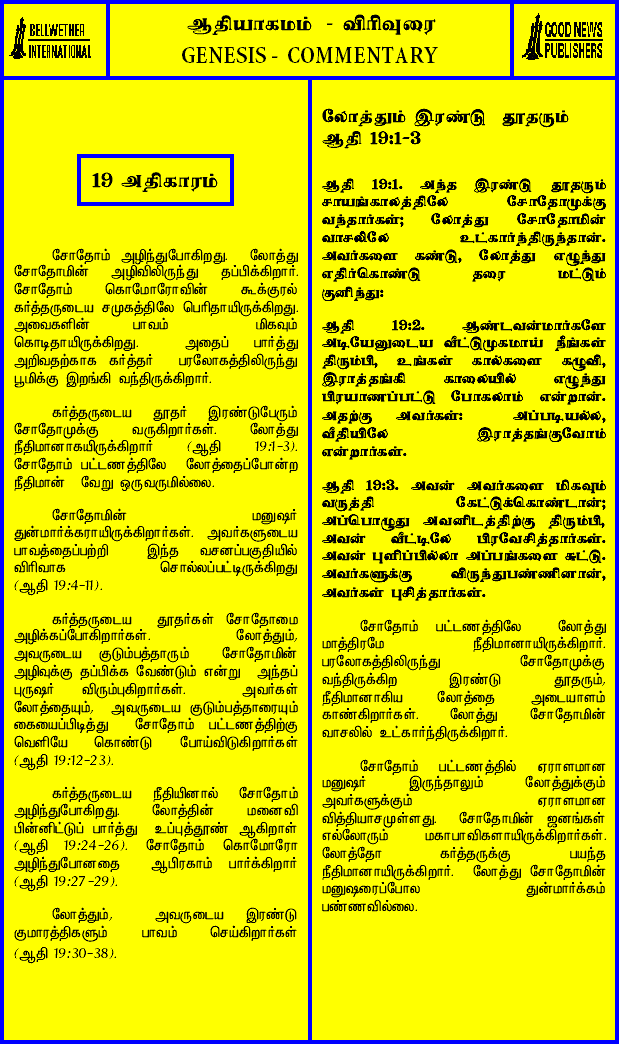 BELLWETHER
INTERNATIONAL
ஆதியாகமம் - விரிவுரை
GENESIS - COMMENTARY
GOOD NEWS
PUBLISHERS
19 அதிகாரம்
சோதோம் அழிந்துபோகிறது. லோத்து
சோதோமின் அழிவிலிருந்து தப்பிக்கிறார்.
சோதோம் கொமோரோவின் கூக்குரல்
கர்த்தருடைய சமுகத்திலே பெரிதாயிருக்கிறது.
அவைகளின் பாவம் மிகவும்
கொடிதாயிருக்கிறது. அதைப் பார்த்து
அறிவதற்காக கர்த்தர் பரலோகத்திலிருந்து
பூமிக்கு இறங்கி வந்திருக்கிறார்.
கர்த்தருடைய தூதர் இரண்டுபேரும்
சோதோமுக்கு வருகிறார்கள். லோத்து
நீதிமானாகயிருக்கிறார் (ஆதி 19:1-3).
சோதோம் பட்டணத்திலே லோத்தைப்போன்ற
நீதிமான் வேறு ஒருவருமில்லை.
சோதோமின் மனுஷர்
துன்மார்க்கராயிருக்கிறார்கள். அவர்களுடைய
பாவத்தைப்பற்றி இந்த வசனப்பகுதியில்
விரிவாக சொல்லப்பட்டிருக்கிறது
(ஆதி 19:4-11).
கர்த்தருடைய தூதர்கள் சோதோமை
அழிக்கப்போகிறார்கள். லோத்தும்,
அவருடைய குடும்பத்தாரும் சோதோமின்
அழிவுக்கு தப்பிக்க வேண்டும் என்று அந்தப்
புருஷர் விரும்புகிறார்கள். அவர்கள்
லோத்தையும், அவருடைய குடும்பத்தாரையும்
கையைப்பிடித்து சோதோம் பட்டணத்திற்கு
வெளியே கொண்டு போய்விடுகிறார்கள்
(ஆதி 19:12-23).
கர்த்தருடைய நீதியினால் சோதோம்
அழிந்துபோகிறது. லோத்தின் மனைவி
பின்னிட்டுப் பார்த்து உப்புத்தூண் ஆகிறாள்
(ஆதி 19:24-26). சோதோம் கொமோரோ
அழிந்துபோனதை ஆபிரகாம் பார்க்கிறார்
(ஆதி 19:27-29).
லோத்தும், அவருடைய இரண்டு
குமாரத்திகளும் பாவம் செய்கிறார்கள்
(ஆதி 19:30-38).
லோத்தும் இரண்டு தூதரும்
ஆதி 19:1-3
ஆதி 19:1. அந்த இரண்டு தூதரும்
சாயங்காலத்திலே சோதோமுக்கு
வந்தார்கள்; லோத்து சோதோமின்
வாசலிலே உட்கார்ந்திருந்தான்.
அவர்களை கண்டு, லோத்து எழுந்து
எதிர்கொண்டு தரை மட்டும்
குனிந்து:
ஆதி 19:2. ஆண்டவன்மார்களே
அடியேனுடைய வீட்டுமுகமாய் நீங்கள்
திரும்பி, உங்கள் கால்களை கழுவி,
இராத்தங்கி காலையில் எழுந்து
பிரயாணப்பட்டு போகலாம் என்றான்.
அதற்கு அவர்கள்: அப்படியல்ல,
வீதியிலே இராத்தங்குவோம்
என்றார்கள்.
ஆதி 19:3. அவன் அவர்களை மிகவும்
வருத்தி கேட்டுக்கொண்டான்;
அப்பொழுது அவனிடத்திற்கு திரும்பி,
அவன் வீட்டிலே பிரவேசித்தார்கள்.
அவன் புளிப்பில்லா அப்பங்களை சுட்டு.
அவர்களுக்கு விருந்துபண்ணினான்,
அவர்கள் புசித்தார்கள்.
சோதோம் பட்டணத்திலே லோத்து
மாத்திரமே நீதிமானாயிருக்கிறார்.
பரலோகத்திலிருந்து சோதோமுக்கு
வந்திருக்கிற இரண்டு தூதரும்,
நீதிமானாகிய லோத்தை அடையாளம்
காண்கிறார்கள். லோத்து சோதோமின்
வாசலில் உட்கார்ந்திருக்கிறார்.
சோதோம் பட்டணத்தில் ஏராளமான
மனுஷர் இருந்தாலும் லோத்துக்கும்
அவர்களுக்கும் ஏராளமான
வித்தியாசமுள்ளது. சோதோமின் ஜனங்கள்
எல்லோரும் மகாபாவிகளாயிருக்கிறார்கள்.
லோத்தோ கர்த்தருக்கு பயந்த
நீதிமானாயிருக்கிறார். லோத்து சோதோமின்
மனுஷரைப்போல துன்மார்க்கம்
பண்ணவில்லை.